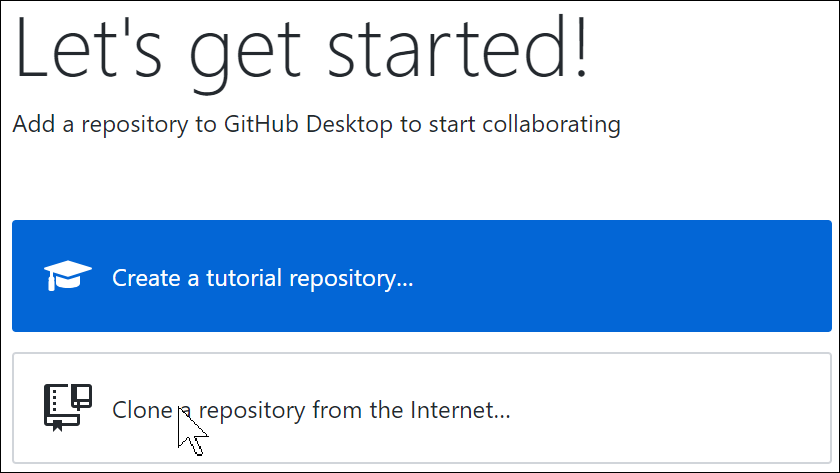 Let's get started!
Add a repository to GitHub Desktop to start collaborating
Create a tutorial repository...
Clone a repository from the Internet...